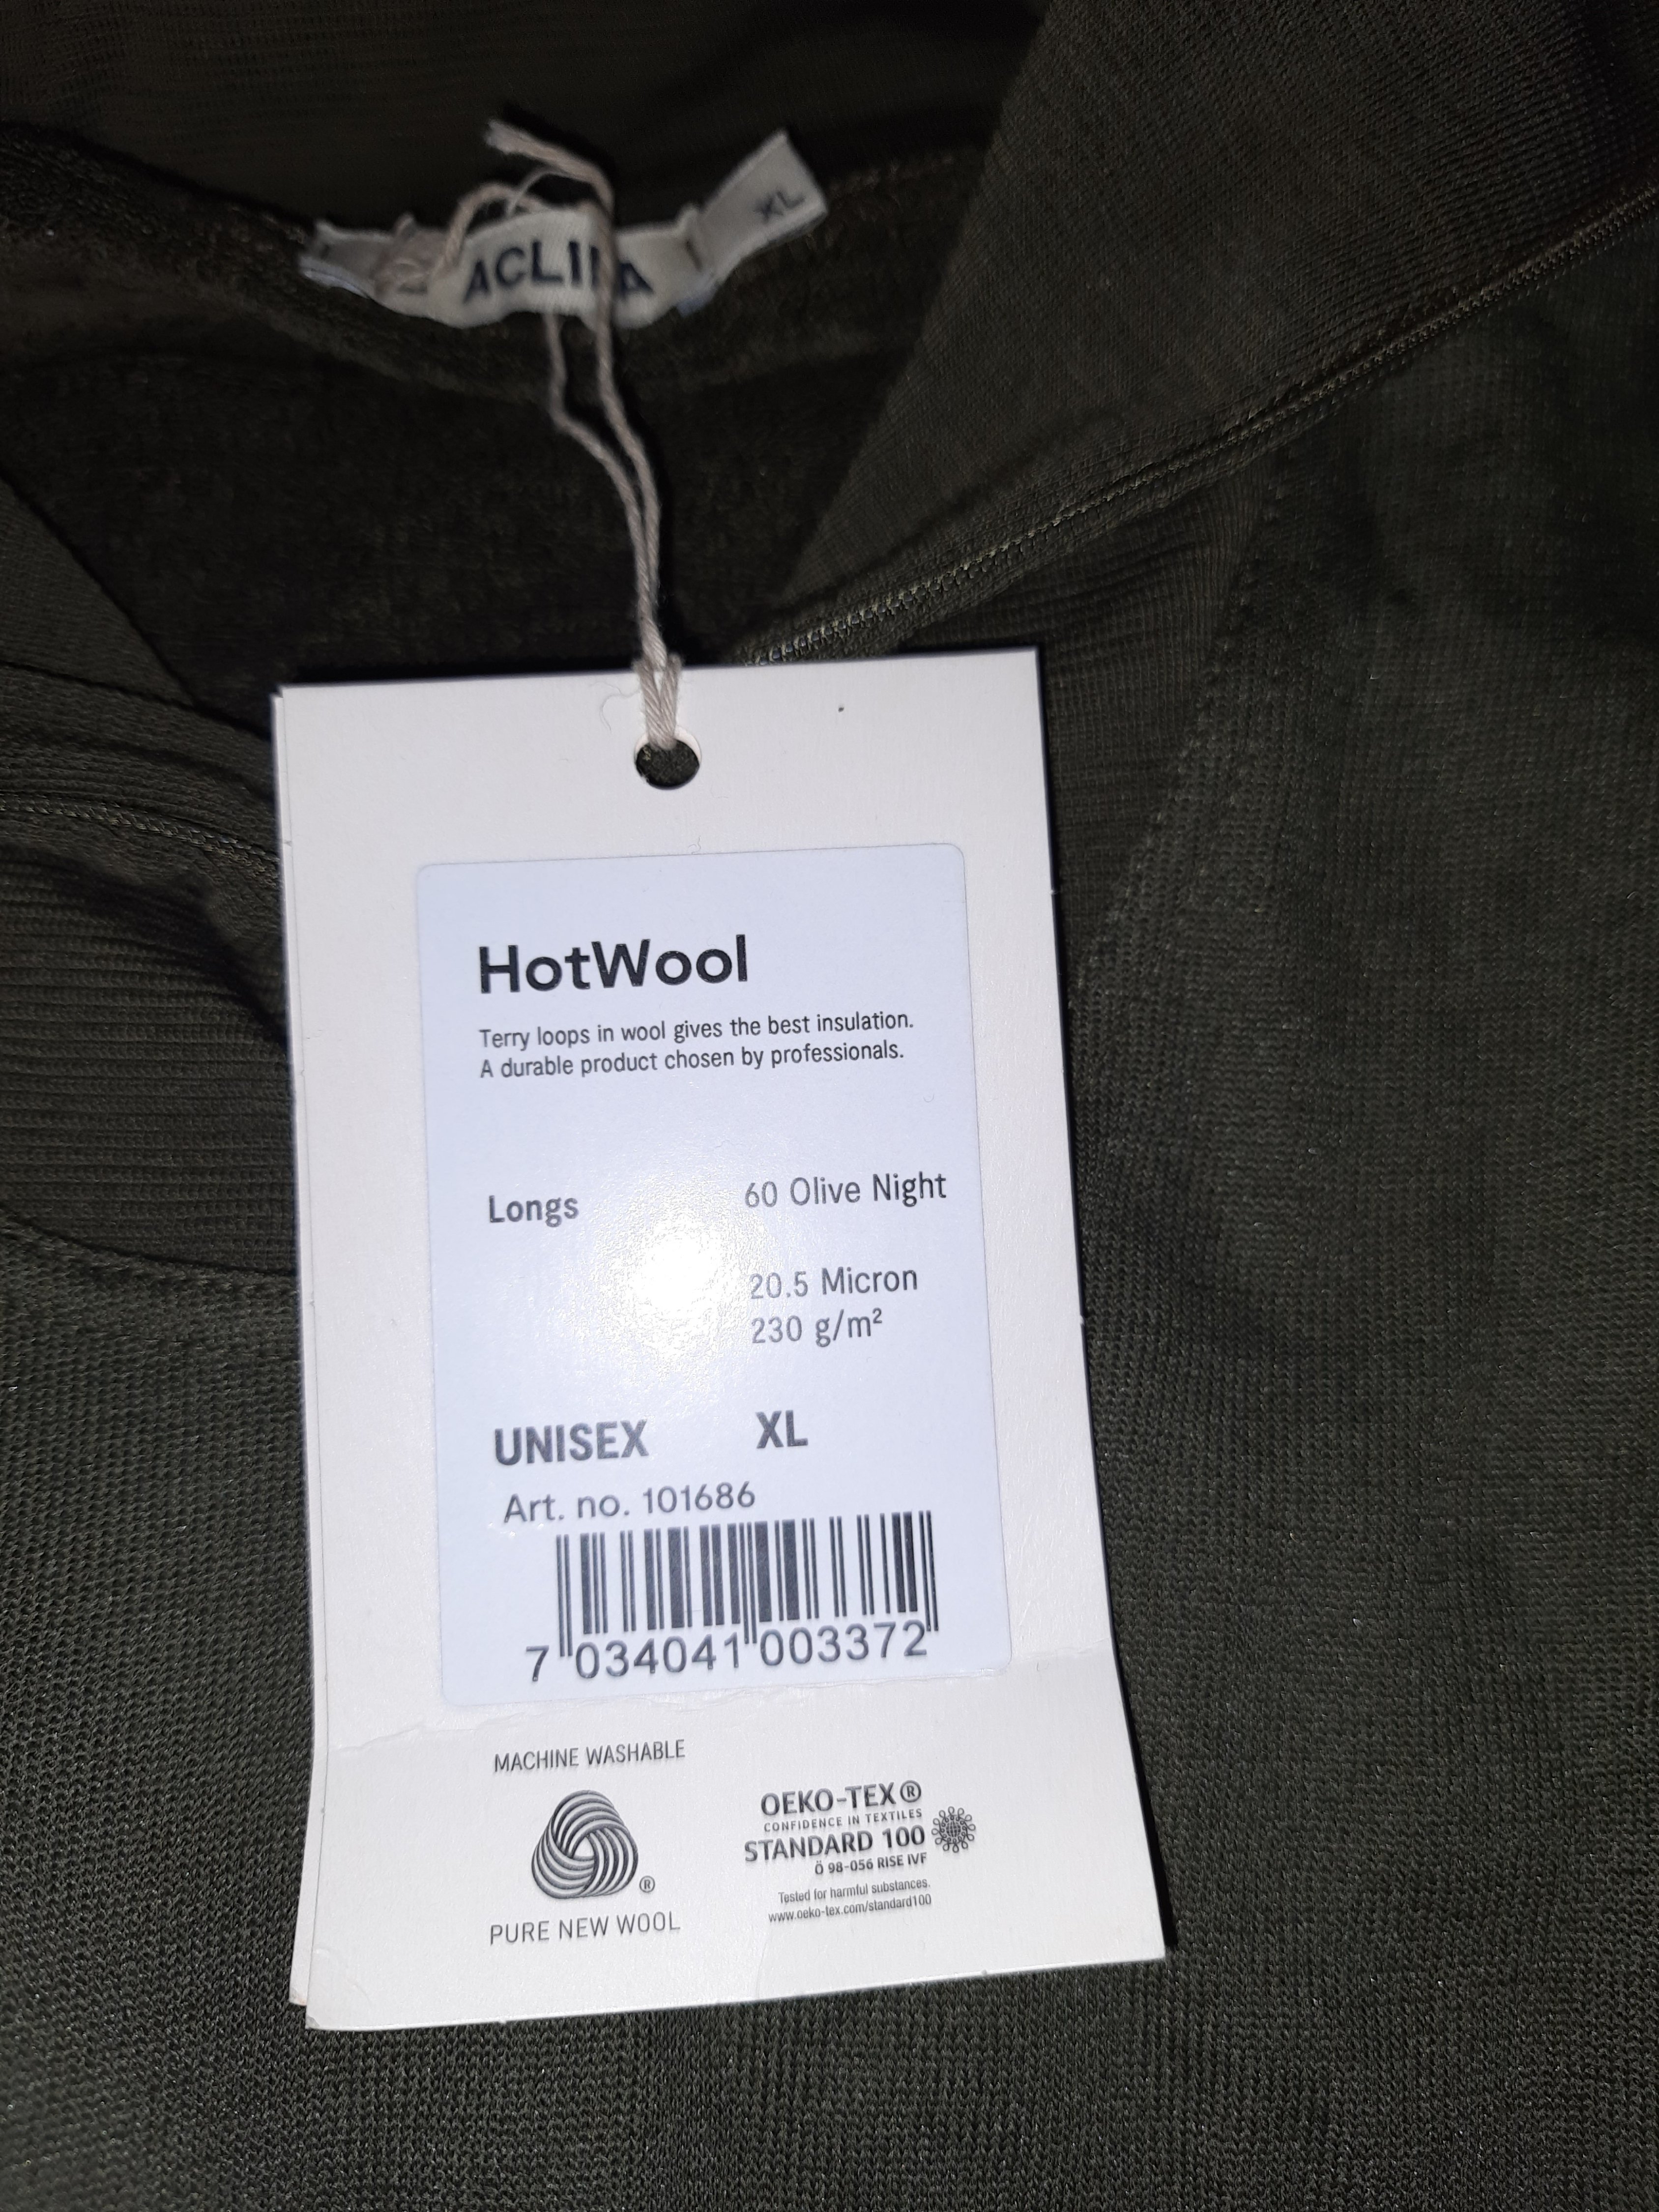 XL
ACLI A
HotWool
Terry loops in wool gives the best insulation.
A durable product chosen by professionals.
Longs 60 Olive Night
20.5 Micron
230 g/m²
UNISEX XL
Art. no. 101686
7 034041 003372
MACHINE WASHABLE
OEKO-TEX®
CONFIDENCE IN TEXTILES
STANDARD 100
Ö 98-056 RISE IVF
Tested for harmful substances.
www.oeko-tex.com/standard100
®
PURE NEW WOOL